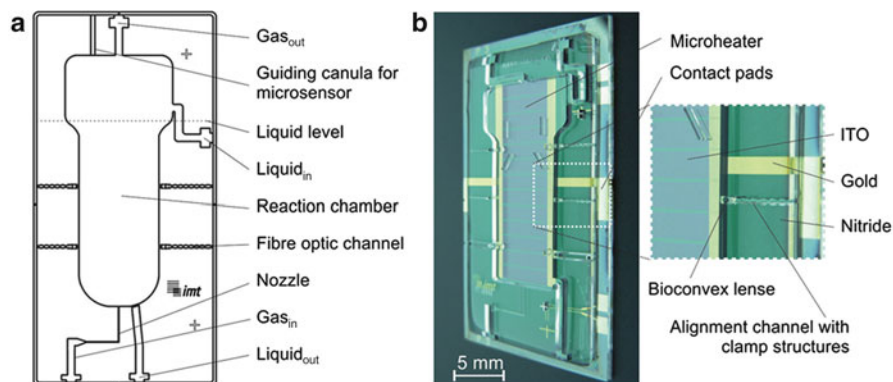 a
Gas_out
Guiding canula for
microsensor
Liquid level
Liquid_in
Reaction chamber
Fibre optic channel
Nozzle
Gas_in
Liquid_out
imt
b
Microheater
Contact pads
ITO
Gold
Nitride
Bioconvex lense
Alignment channel with
clamp structures
5 mm